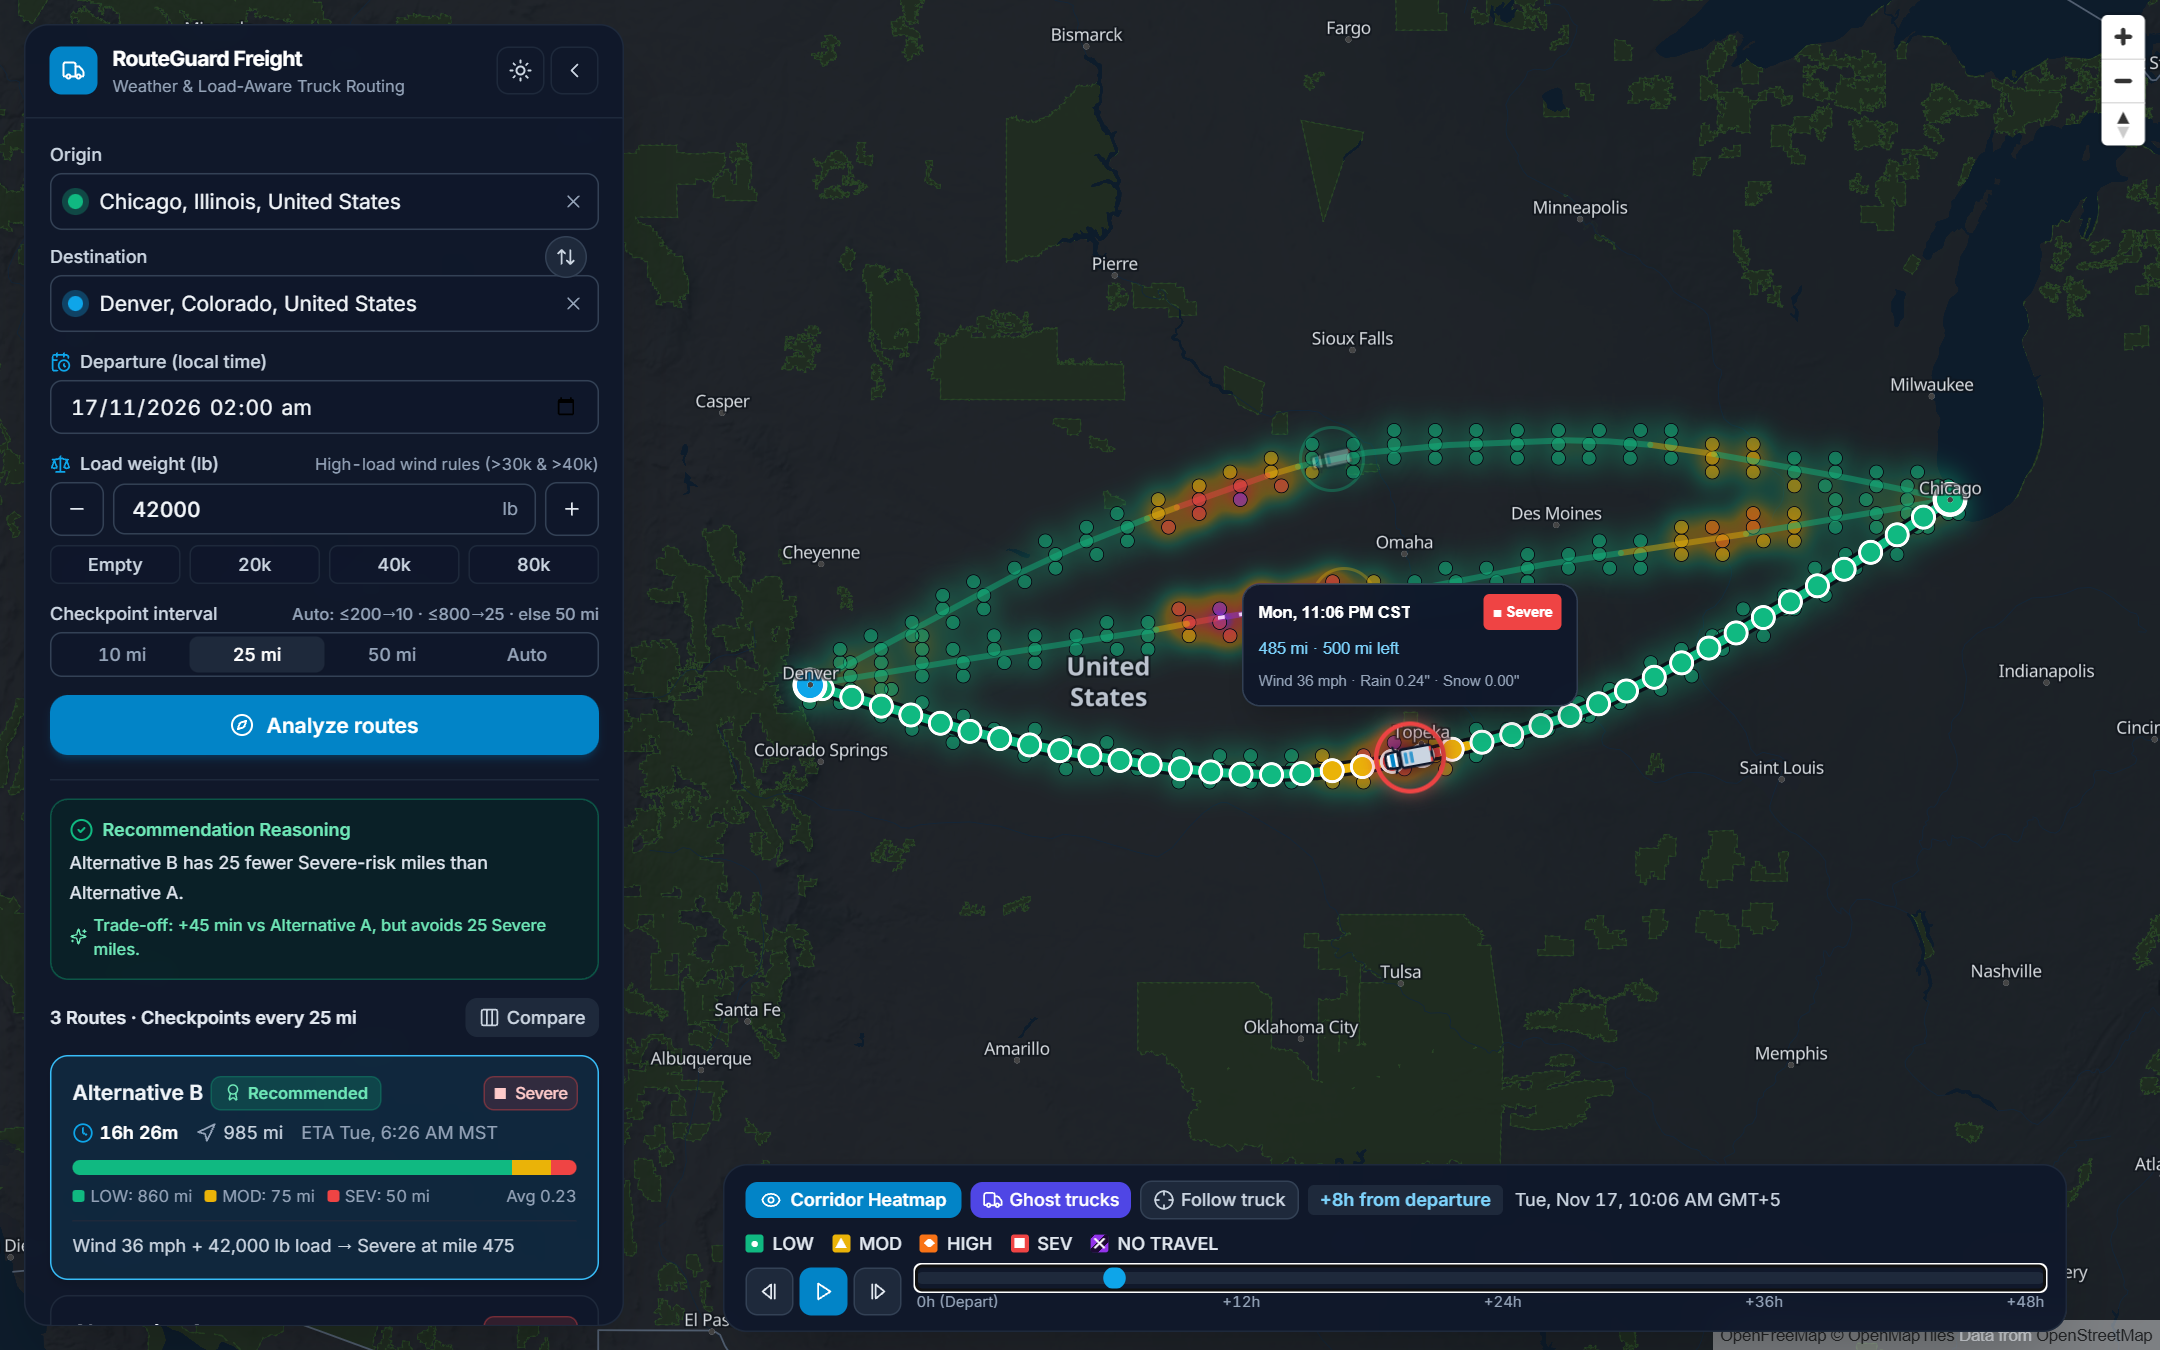 RouteGuard Freight
Weather & Load-Aware Truck Routing
Origin
Chicago, Illinois, United States
Destination
Denver, Colorado, United States
Departure (local time)
17/11/2026 02:00 am
Load weight (lb)
High-load wind rules (>30k & >40k)
42000
lb
Empty
20k
40k
80k
Checkpoint interval
Auto: ≤200→10 · ≤800→25 · else 50 mi
10 mi
25 mi
50 mi
Auto
Analyze routes
Recommendation Reasoning
Alternative B has 25 fewer Severe-risk miles than
Alternative A.
Trade-off: +45 min vs Alternative A, but avoids 25 Severe
miles.
3 Routes · Checkpoints every 25 mi
Compare
Alternative B
Recommended
Severe
16h 26m
985 mi
ETA Tue, 6:26 AM MST
LOW: 860 mi
MOD: 75 mi
SEV: 50 mi
Avg 0.23
Wind 36 mph + 42,000 lb load → Severe at mile 475
Bismarck
Fargo
Minneapolis
Pierre
Sioux Falls
Casper
Milwaukee
Chicago
Des Moines
Omaha
Cheyenne
Mon, 11:06 PM CST
Severe
485 mi · 500 mi left
Wind 36 mph · Rain 0.24" · Snow 0.00"
United
States
Denver
Indianapolis
Topeka
Colorado Springs
Saint Louis
Tulsa
Nashville
Santa Fe
Oklahoma City
Amarillo
Albuquerque
Memphis
El Pas
Corridor Heatmap
Ghost trucks
Follow truck
+8h from departure
Tue, Nov 17, 10:06 AM GMT+5
LOW
MOD
HIGH
SEV
NO TRAVEL
0h (Depart)
+12h
+24h
+36h
+48h
OpenFreeMap © OpenMapTiles Data from OpenStreetMap